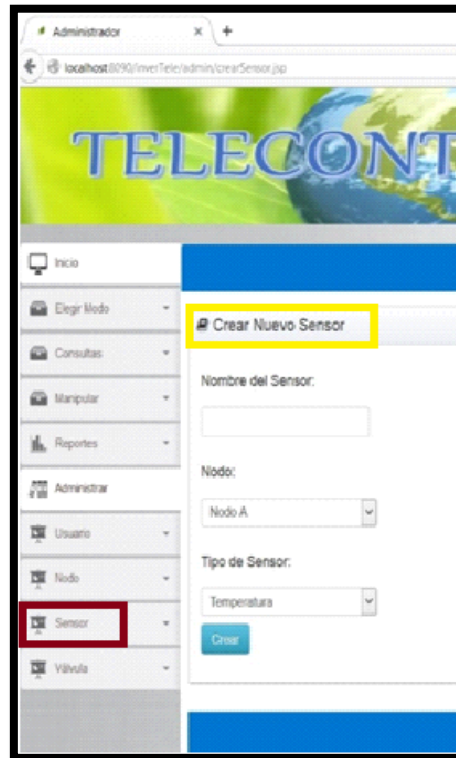 Administrador
localhost:8090/InverTele/admin/crearSensor.jsp
TELECONT
Inicio
Elegir Modo
Consultas
Manipular
Reportes
Administrar
Usuario
Nodo
Sensor
Válvula
Crear Nuevo Sensor
Nombre del Sensor:
Nodo:
Nodo A
Tipo de Sensor:
Temperatura
Crear